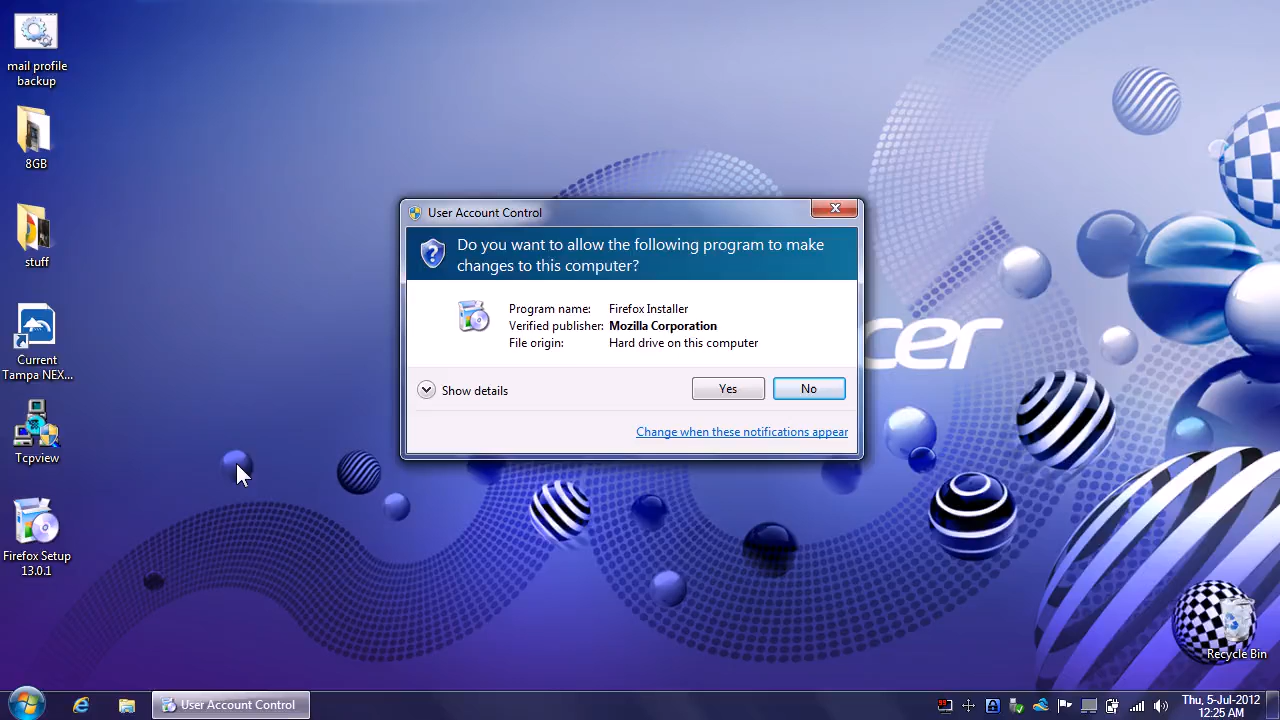 mail profile
backup
8GB
stuff
Current
Tampa NEX...
Tcpview
Firefox Setup
13.0.1
User Account Control
Do you want to allow the following program to make
changes to this computer?
Program name: Firefox Installer
Verified publisher: Mozilla Corporation
File origin: Hard drive on this computer
Show details
Yes
No
Change when these notifications appear
cer
Recycle Bin
User Account Control
Thu, 5-Jul-2012
12:25 AM